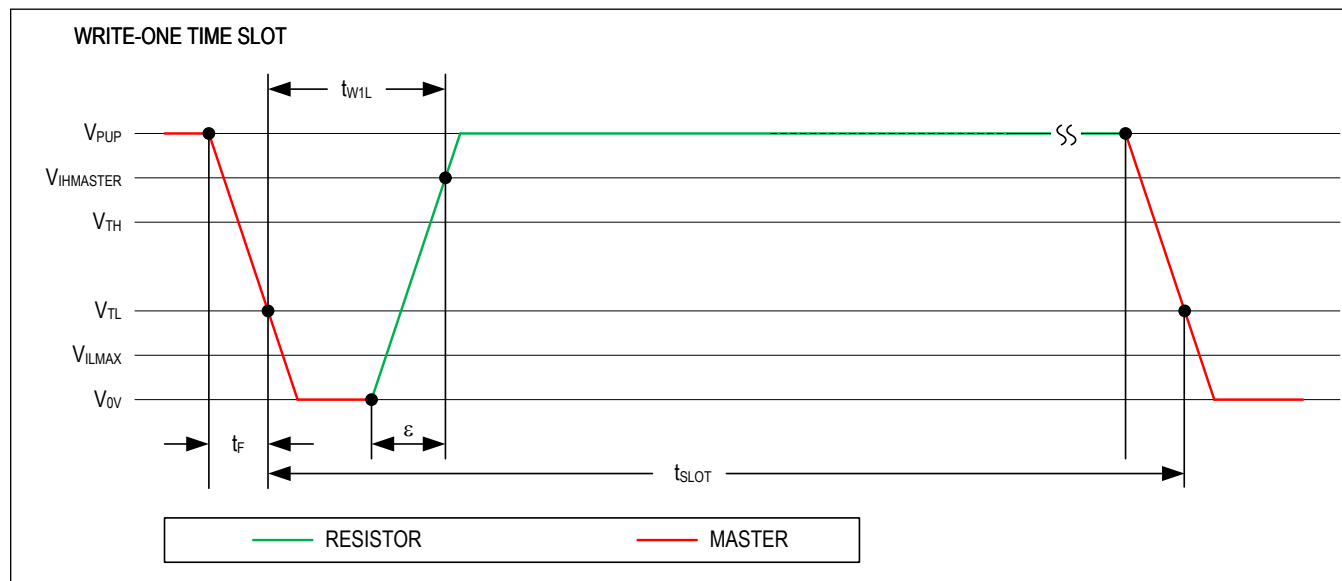 WRITE-ONE TIME SLOT
tW1L
VPUP
VIHMASTER
VTH
VTL
VILMAX
V0V
tF
ε
tSLOT
RESISTOR MASTER